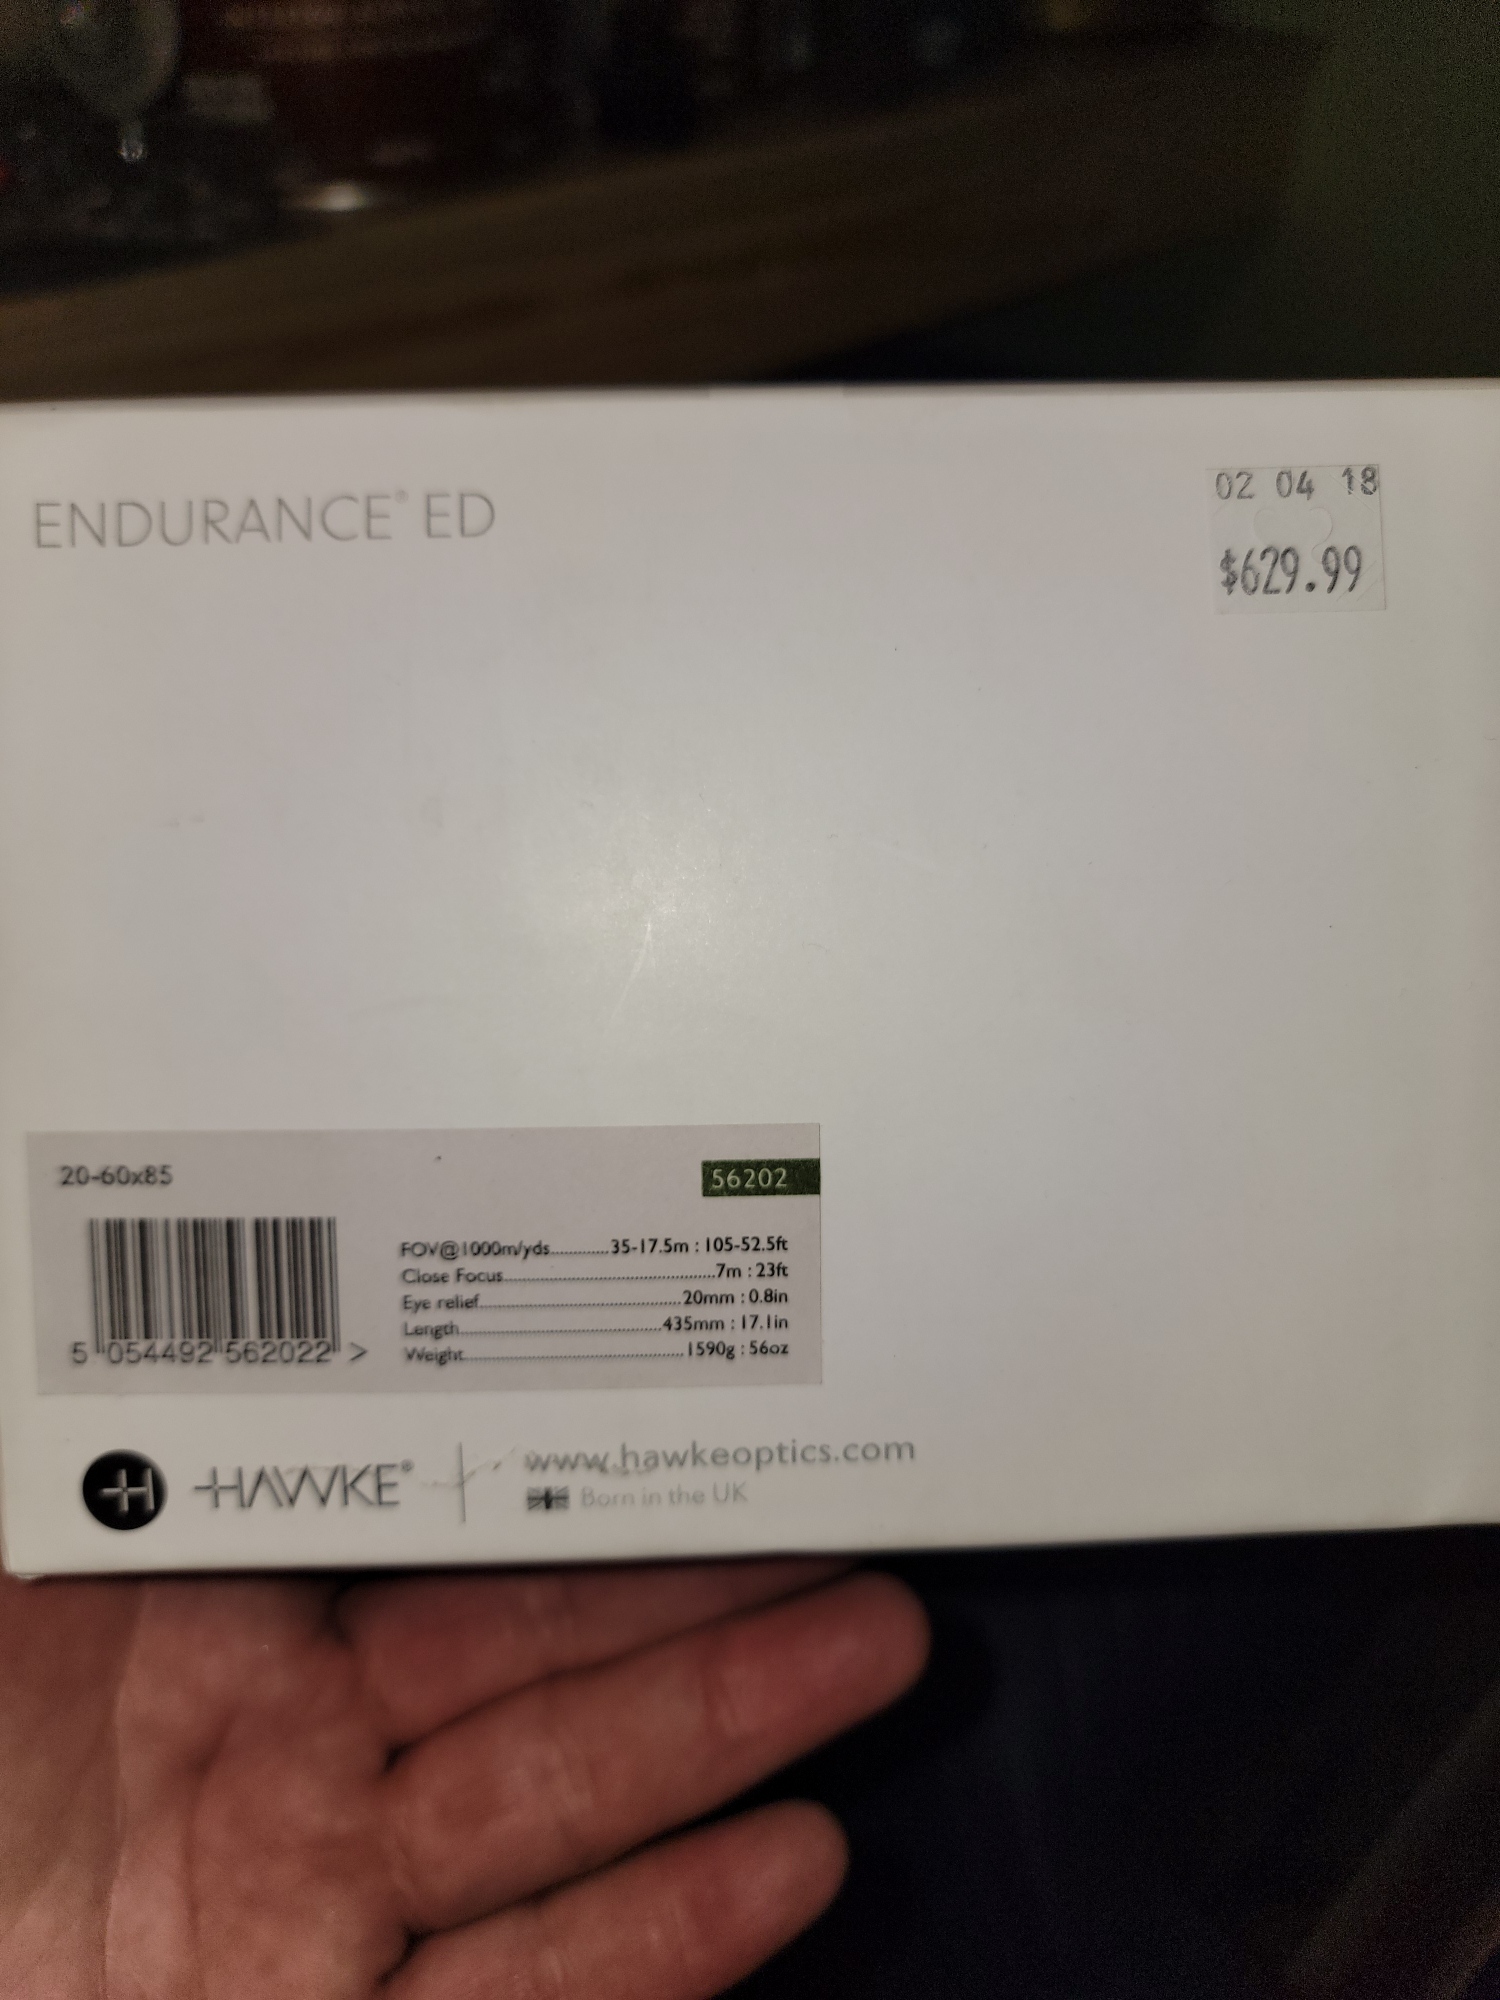 ENDURANCE® ED
02 04 18
$629.99
20-60x85
56202
FOV@1000m/yds............35-17.5m : 105-52.5ft
Close Focus............7m : 23ft
Eye relief............20mm : 0.8in
Length............435mm : 17.1in
Weight............1590g : 56oz
5 054492 562022 >
HAWKE®
www.hawkeoptics.com
Born in the UK